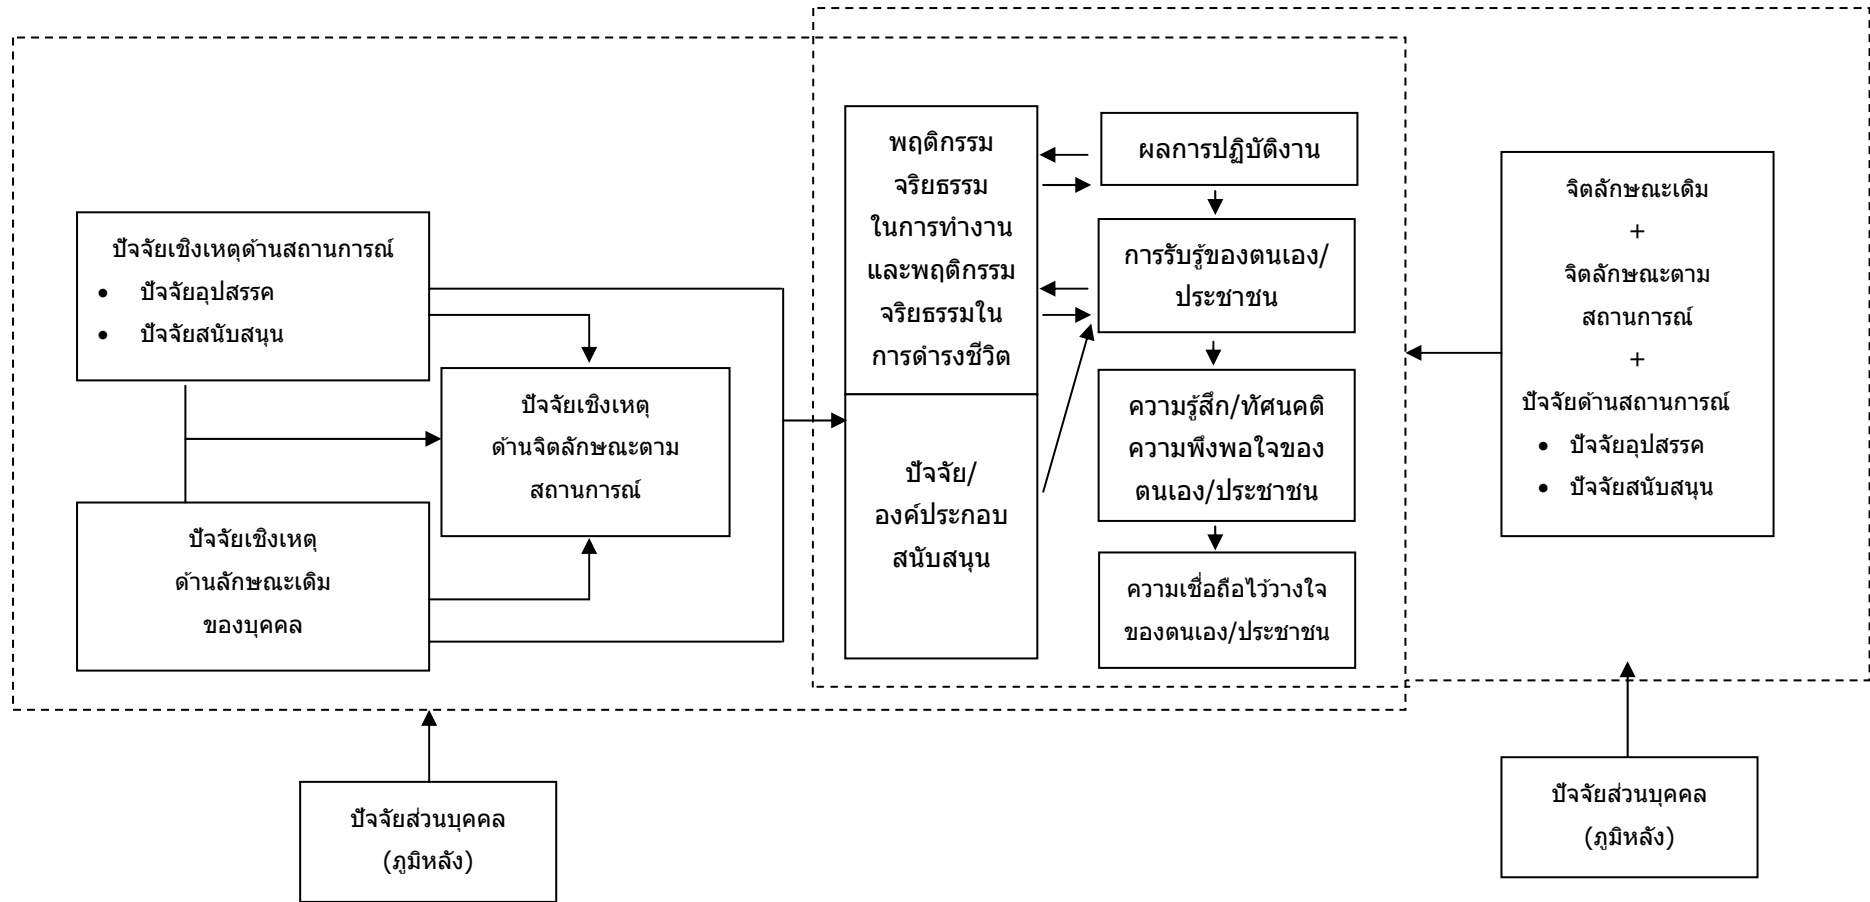 ปัจจัยเชิงเหตุด้านสถานการณ์
• ปัจจัยอุปสรรค
• ปัจจัยสนับสนุน
ปัจจัยเชิงเหตุ
ด้านลักษณะเดิม
ของบุคคล
ปัจจัยเชิงเหตุ
ด้านจิตลักษณะตาม
สถานการณ์
พฤติกรรม
จริยธรรม
ในการทำงาน
และพฤติกรรม
จริยธรรมใน
การดำรงชีวิต
ปัจจัย/
องค์ประกอบ
สนับสนุน
ผลการปฏิบัติงาน
การรับรู้ของตนเอง/
ประชาชน
ความรู้สึก/ทัศนคติ
ความพึงพอใจของ
ตนเอง/ประชาชน
ความเชื่อถือไว้วางใจ
ของตนเอง/ประชาชน
จิตลักษณะเดิม
+
จิตลักษณะตาม
สถานการณ์
+
ปัจจัยด้านสถานการณ์
• ปัจจัยอุปสรรค
• ปัจจัยสนับสนุน
ปัจจัยส่วนบุคคล
(ภูมิหลัง)
ปัจจัยส่วนบุคคล
(ภูมิหลัง)